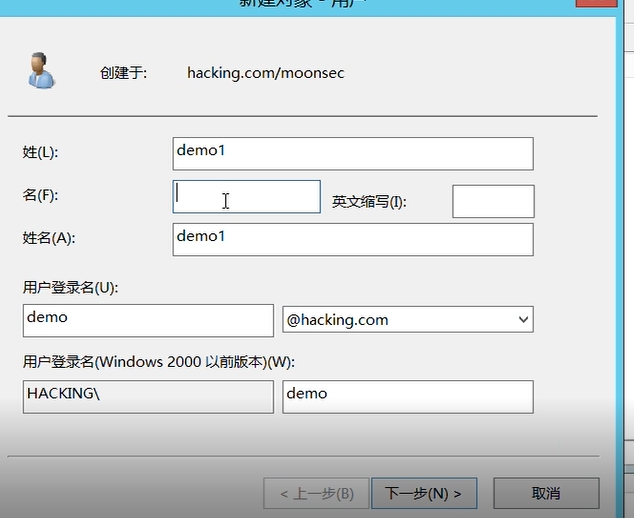 新建对象 - 用户
创建于: hacking.com/moonsec
姓(L): demo1
名(F): 英文缩写(I):
姓名(A): demo1
用户登录名(U):
demo @hacking.com
用户登录名(Windows 2000 以前版本)(W):
HACKING\ demo
< 上一步(B) 下一步(N) > 取消